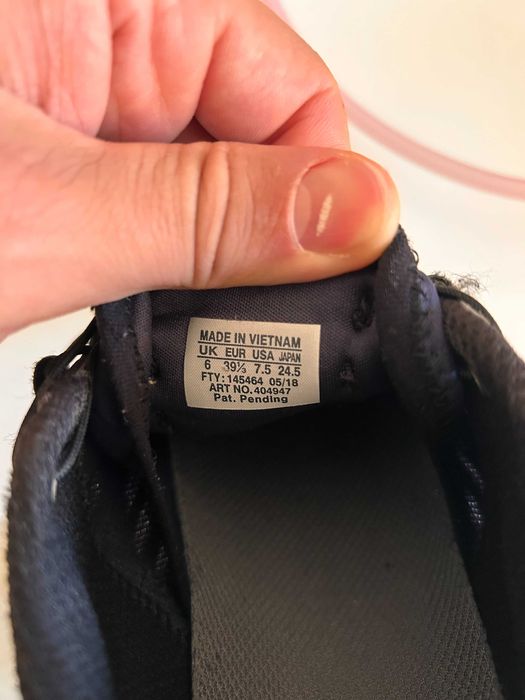 MADE IN VIETNAM
UK EUR USA JAPAN
6 39⅓ 7.5 24.5
FTY: 145464 05/18
ART NO. 404947
Pat. Pending